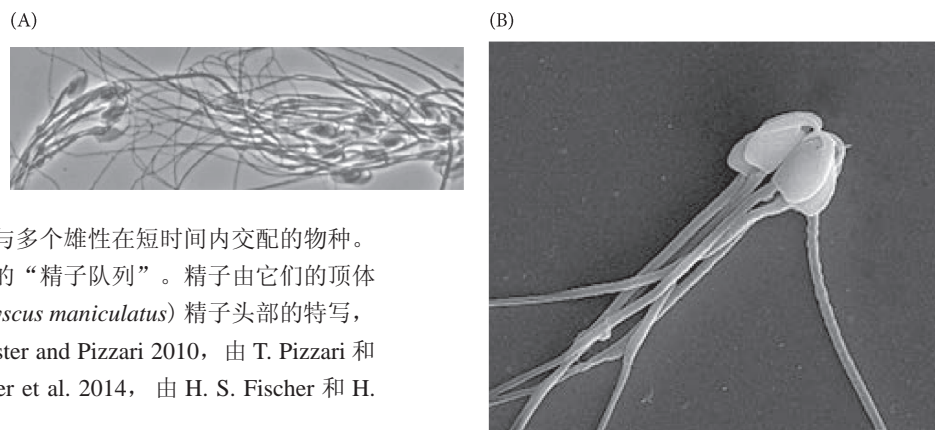 (A)
(B)
与多个雄性在短时间内交配的物种。
的“精子队列”。精子由它们的顶体
yscus maniculatus) 精子头部的特写，
ster and Pizzari 2010，由 T. Pizzari 和
er et al. 2014， 由 H. S. Fischer 和 H.